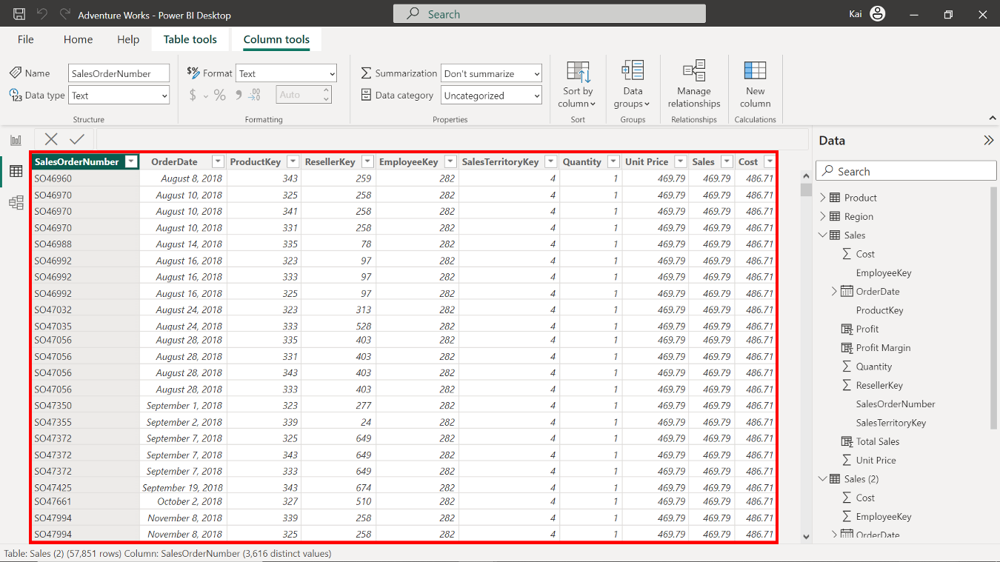 Adventure Works - Power BI Desktop Search Kai
File Home Help Table tools Column tools
Name SalesOrderNumber $% Format Text Summarization Don't summarize
Data type Text $ % 9 .00 Auto Data category Uncategorized
Sort by column Data groups Manage relationships New column
Structure Formatting Properties Sort Groups Relationships Calculations
SalesOrderNumber OrderDate ProductKey ResellerKey EmployeeKey SalesTerritoryKey Quantity Unit Price Sales Cost
SO46960 August 8, 2018 343 259 282 4 1 469.79 469.79 486.71
SO46970 August 10, 2018 325 258 282 4 1 469.79 469.79 486.71
SO46970 August 10, 2018 341 258 282 4 1 469.79 469.79 486.71
SO46970 August 10, 2018 331 258 282 4 1 469.79 469.79 486.71
SO46988 August 14, 2018 335 78 282 4 1 469.79 469.79 486.71
SO46992 August 16, 2018 323 97 282 4 1 469.79 469.79 486.71
SO46992 August 16, 2018 333 97 282 4 1 469.79 469.79 486.71
SO46992 August 16, 2018 325 97 282 4 1 469.79 469.79 486.71
SO47032 August 24, 2018 323 313 282 4 1 469.79 469.79 486.71
SO47035 August 24, 2018 333 528 282 4 1 469.79 469.79 486.71
SO47056 August 28, 2018 335 403 282 4 1 469.79 469.79 486.71
SO47056 August 28, 2018 331 403 282 4 1 469.79 469.79 486.71
SO47056 August 28, 2018 343 403 282 4 1 469.79 469.79 486.71
SO47056 August 28, 2018 333 403 282 4 1 469.79 469.79 486.71
SO47350 September 1, 2018 323 277 282 4 1 469.79 469.79 486.71
SO47355 September 2, 2018 339 24 282 4 1 469.79 469.79 486.71
SO47372 September 7, 2018 325 649 282 4 1 469.79 469.79 486.71
SO47372 September 7, 2018 343 649 282 4 1 469.79 469.79 486.71
SO47372 September 7, 2018 333 649 282 4 1 469.79 469.79 486.71
SO47425 September 19, 2018 343 674 282 4 1 469.79 469.79 486.71
SO47661 October 2, 2018 327 510 282 4 1 469.79 469.79 486.71
SO47994 November 8, 2018 339 258 282 4 1 469.79 469.79 486.71
SO47994 November 8, 2018 325 258 282 4 1 469.79 469.79 486.71
Data
Search
Product
Region
Sales
Cost
EmployeeKey
OrderDate
ProductKey
Profit
Profit Margin
Quantity
ResellerKey
SalesOrderNumber
SalesTerritoryKey
Total Sales
Unit Price
Sales (2)
Cost
EmployeeKey
OrderDate
Table: Sales (2) (57,851 rows) Column: SalesOrderNumber (3,616 distinct values)